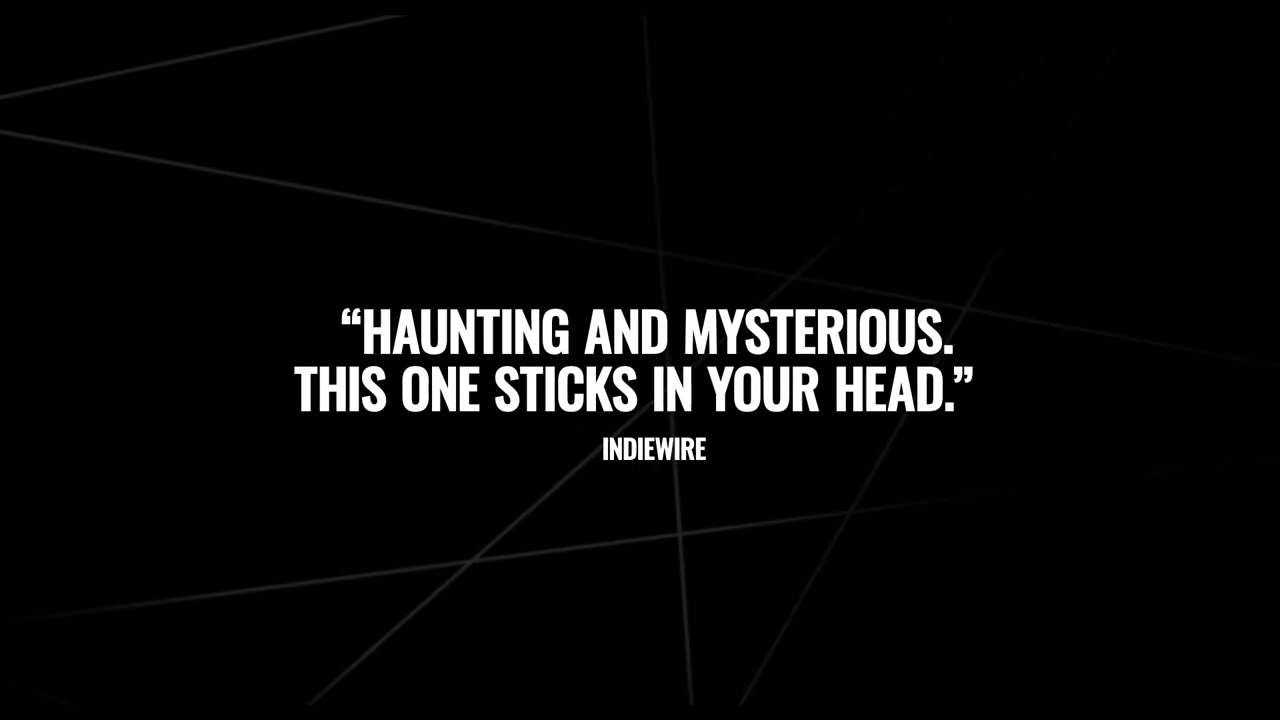 “HAUNTING AND MYSTERIOUS.
THIS ONE STICKS IN YOUR HEAD.”
INDIEWIRE